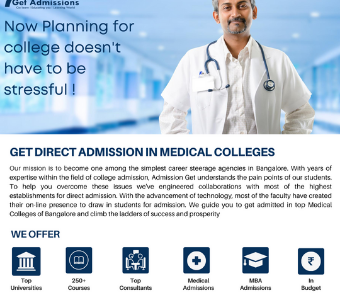 Get Admissions
Now Planning for
college doesn't
have to be
stressful !
GET DIRECT ADMISSION IN MEDICAL COLLEGES
Our mission is to become one among the simplest career steerage agencies in Bangalore. With years of
expertise within the field of college admission, Admission Get understands the pain points of our students.
To help you overcome these issues we've engineered collaborations with most of the highest
establishments for direct admission. With the advancement of technology, most of the faculty have created
their on-line presence to draw in students for admission. We guide you to get admitted in top Medical
Colleges of Bangalore and climb the ladders of success and prosperity
WE OFFER
Top 250+ Top Medical MBA In
Universities Courses Consultants Admissions Admissions Budget